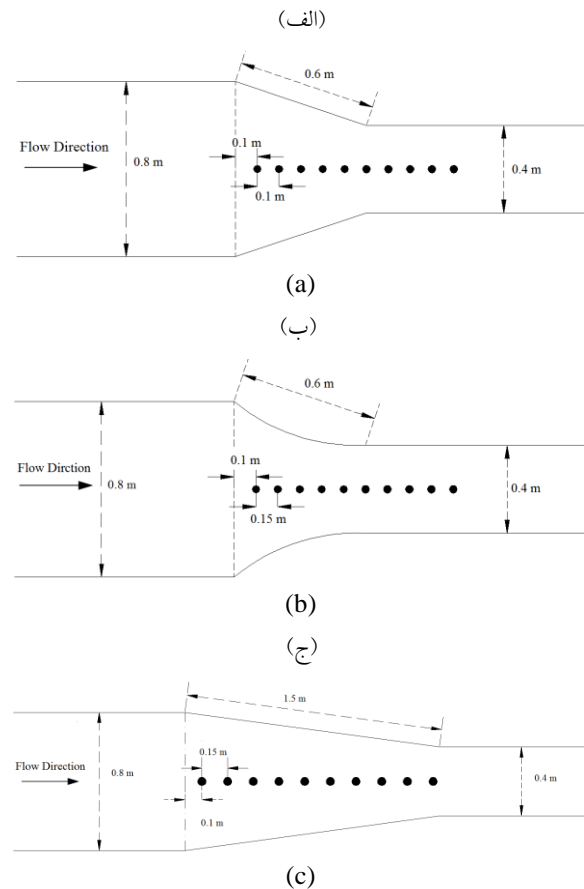 (الف)
0.6 m
0.1 m
Flow Direction
0.8 m
0.4 m
0.1 m
(a)
(ب)
0.6 m
0.1 m
Flow Dirction
0.8 m
0.4 m
0.15 m
(b)
(ج)
1.5 m
0.15 m
Flow Direction
0.8 m
0.4 m
0.1 m
(c)